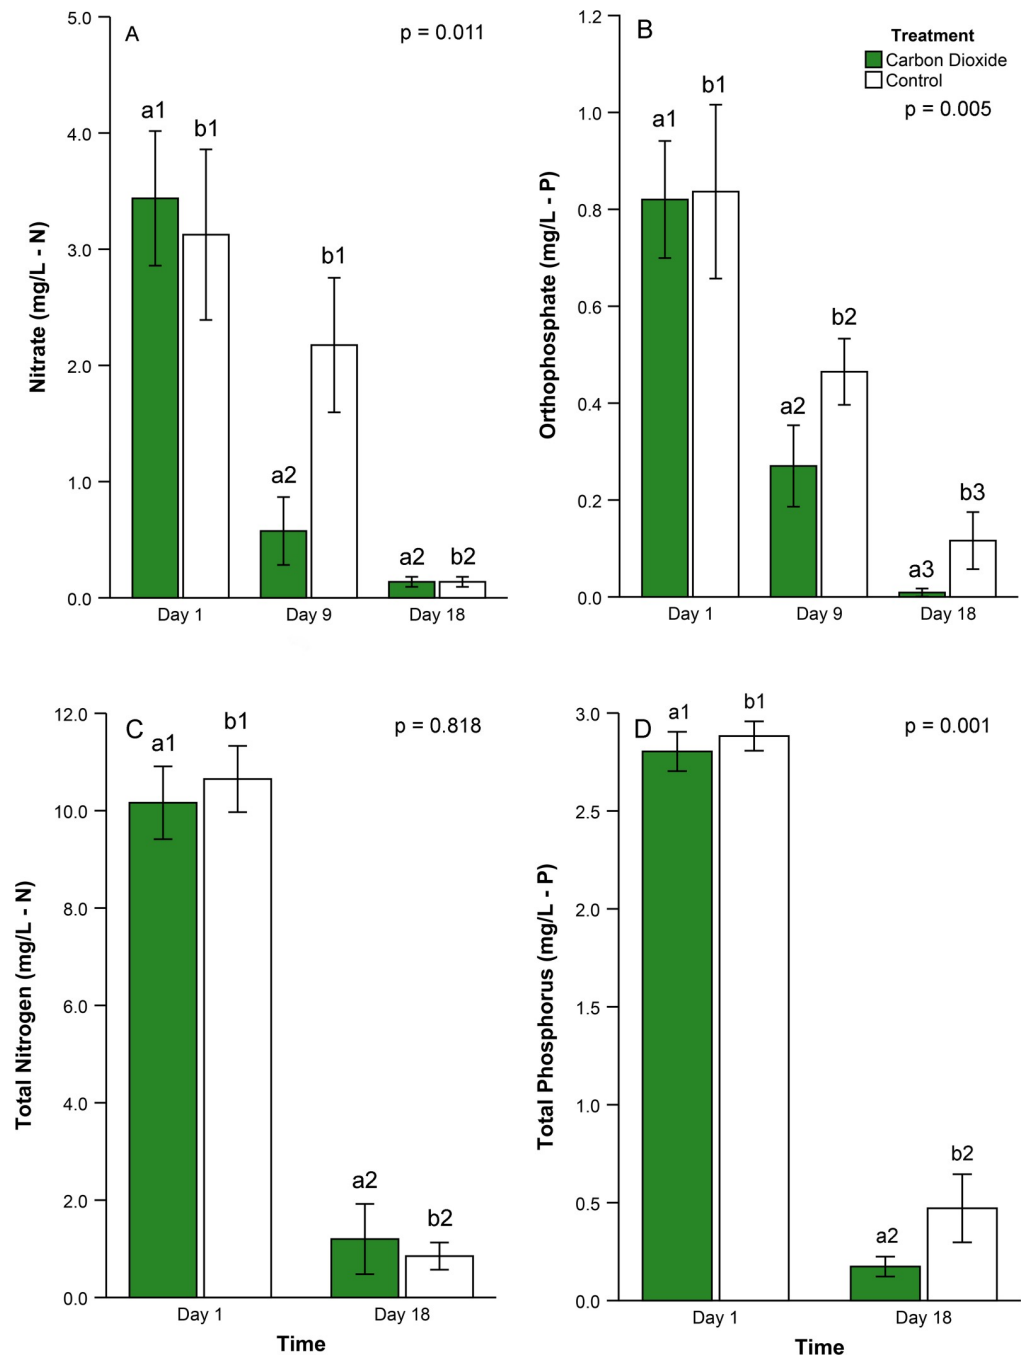 A
p = 0.011
Nitrate (mg/L - N)
5.0
4.0
3.0
2.0
1.0
0.0
a1
b1
a2
b1
a2
b2
Day 1
Day 9
Day 18
B
Treatment
Carbon Dioxide
Control
p = 0.005
Orthophosphate (mg/L - P)
1.2
1.0
0.8
0.6
0.4
0.2
0.0
a1
b1
a2
b2
a3
b3
Day 1
Day 9
Day 18
C
p = 0.818
Total Nitrogen (mg/L - N)
12.0
10.0
8.0
6.0
4.0
2.0
0.0
a1
b1
a2
b2
Day 1
Day 18
Time
D
p = 0.001
Total Phosphorus (mg/L - P)
3.0
2.5
2.0
1.5
1.0
0.5
0.0
a1
b1
a2
b2
Day 1
Day 18
Time